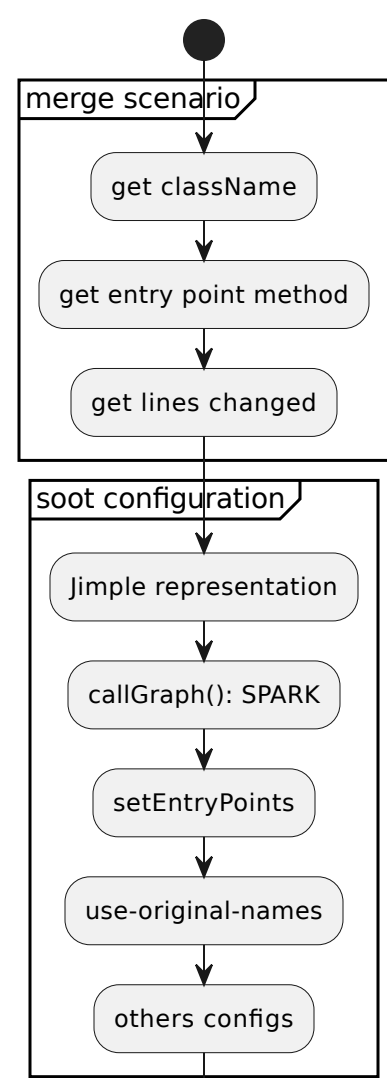 merge scenario
get className
get entry point method
get lines changed
soot configuration
Jimple representation
callGraph(): SPARK
setEntryPoints
use-original-names
others configs